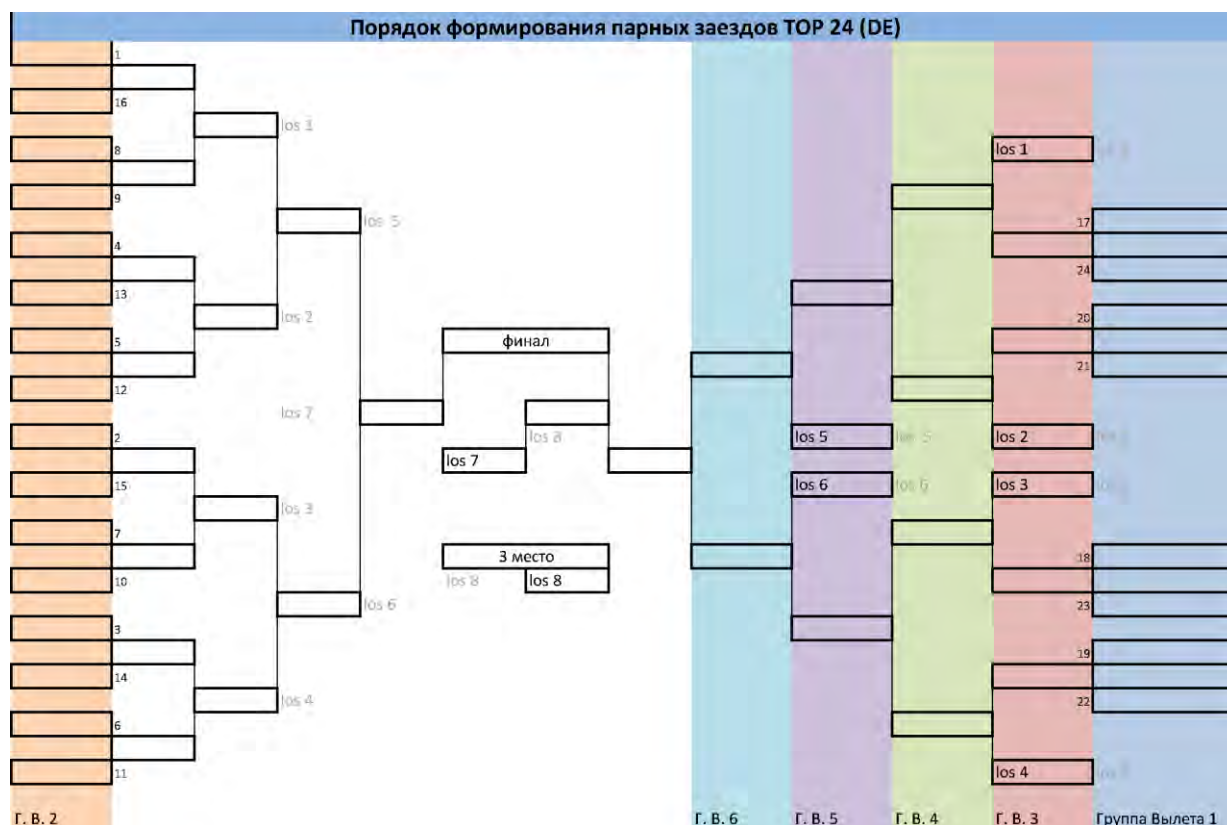 Порядок формирования парных заездов TOP 24 (DE)
1
16
los 1
8
los 1
9
los 5
17
4
24
13
los 2
20
5
финал
21
12
los 7
2
los 8
los 5
los 5
los 2
los 7
15
los 6
los 6
los 3
los 3
7
3 место
18
10
los 8
los 8
los 6
23
3
19
14
los 4
22
6
11
los 4
Г. В. 2
Г. В. 6
Г. В. 5
Г. В. 4
Г. В. 3
Группа Вылета 1